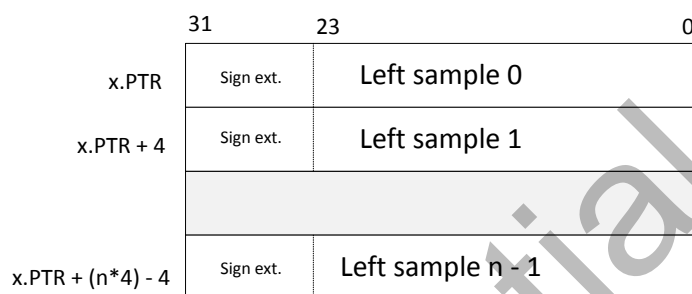 31 23 0
x.PTR Sign ext. Left sample 0
x.PTR + 4 Sign ext. Left sample 1
x.PTR + (n*4) - 4 Sign ext. Left sample n - 1
tial